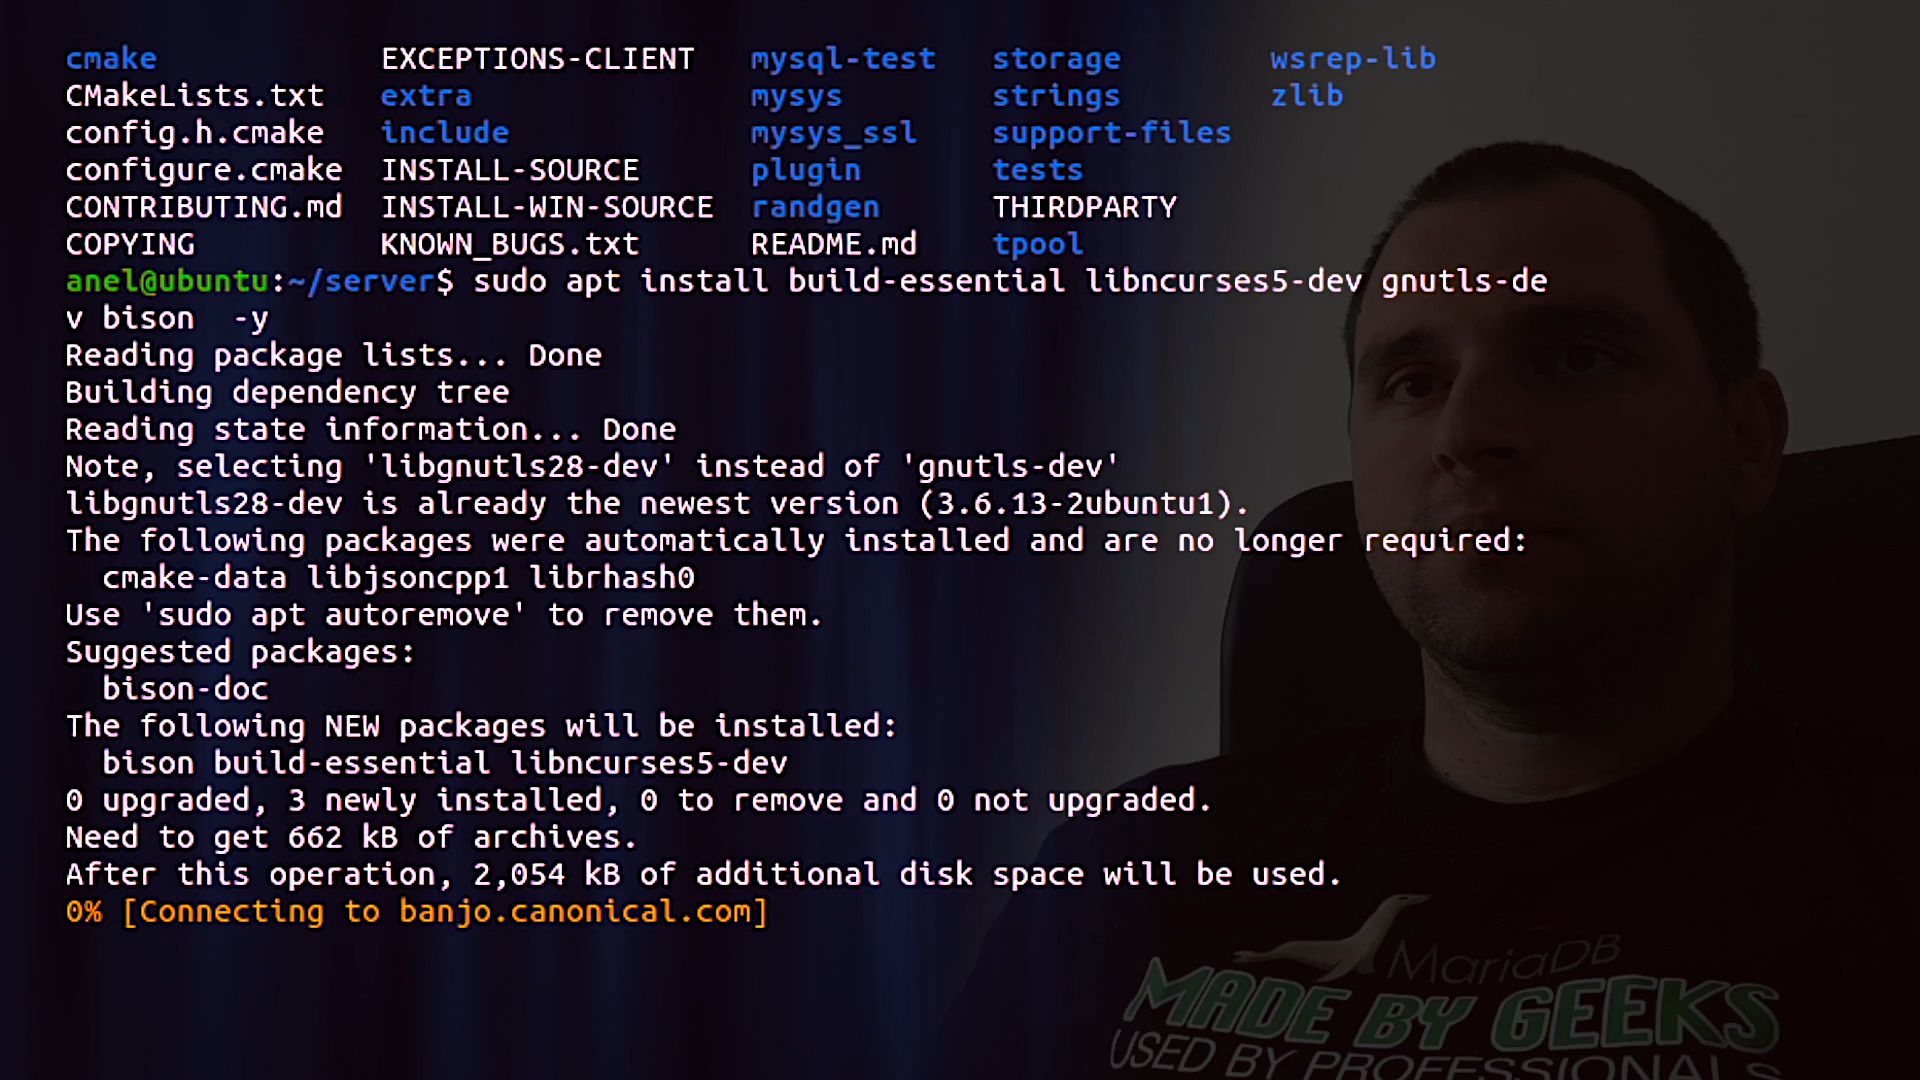 cmake EXCEPTIONS-CLIENT mysql-test storage wsrep-lib
CMakeLists.txt extra mysys strings zlib
config.h.cmake include mysys_ssl support-files
configure.cmake INSTALL-SOURCE plugin tests
CONTRIBUTING.md INSTALL-WIN-SOURCE randgen THIRDPARTY
COPYING KNOWN_BUGS.txt README.md tpool
anel@ubuntu:~/server$ sudo apt install build-essential libncurses5-dev gnutls-de
v bison  -y
Reading package lists... Done
Building dependency tree
Reading state information... Done
Note, selecting 'libgnutls28-dev' instead of 'gnutls-dev'
libgnutls28-dev is already the newest version (3.6.13-2ubuntu1).
The following packages were automatically installed and are no longer required:
  cmake-data libjsoncpp1 librhash0
Use 'sudo apt autoremove' to remove them.
Suggested packages:
  bison-doc
The following NEW packages will be installed:
  bison build-essential libncurses5-dev
0 upgraded, 3 newly installed, 0 to remove and 0 not upgraded.
Need to get 662 kB of archives.
After this operation, 2,054 kB of additional disk space will be used.
0% [Connecting to banjo.canonical.com]
MariaDB
MADE BY GEEKS
USED BY PROFESSIONALS